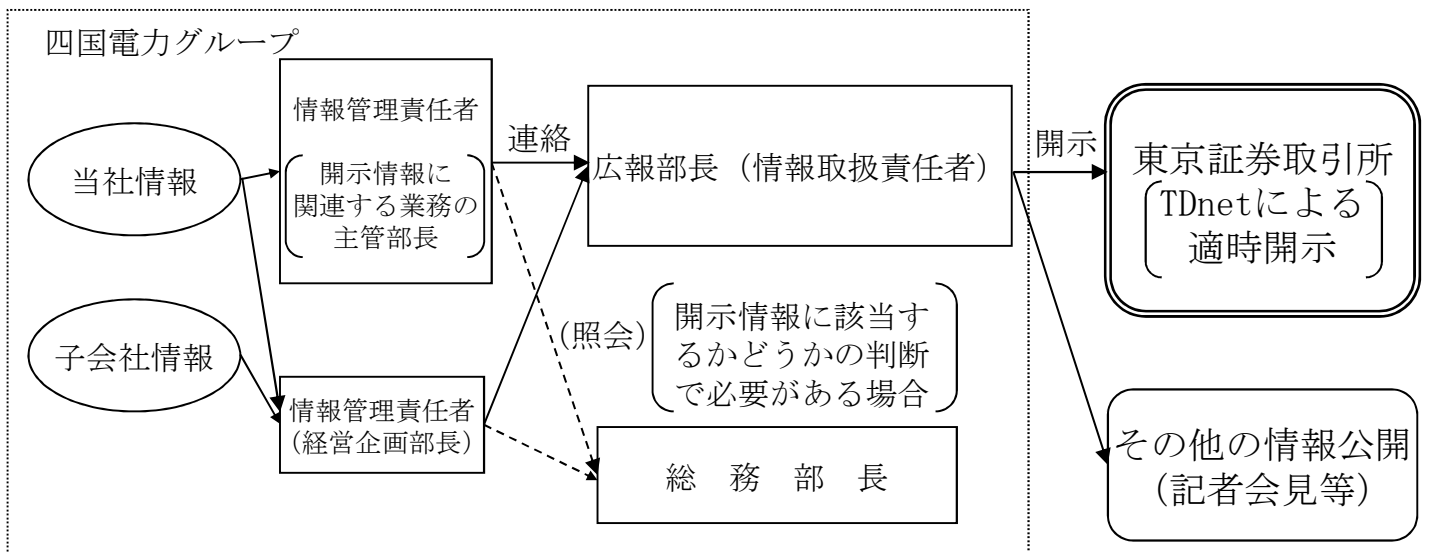 四国電力グループ
当社情報
子会社情報
情報管理責任者
開示情報に
関連する業務の
主管部長
情報管理責任者
(経営企画部長)
連絡
広報部長（情報取扱責任者）
(照会)
開示情報に該当す
るかどうかの判断
で必要がある場合
総　務　部　長
開示
東京証券取引所
TDnetによる
適時開示
その他の情報公開
(記者会見等)